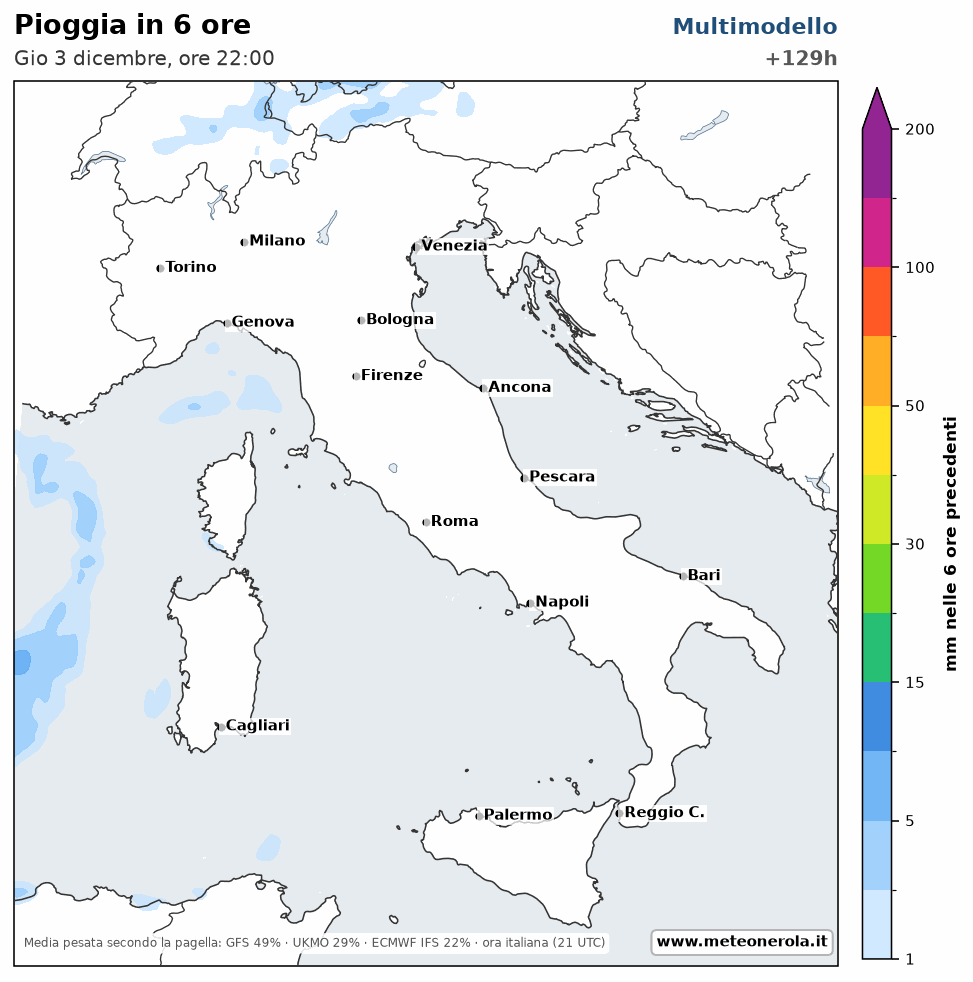 Pioggia in 6 ore
Multimodello
Gio 3 dicembre, ore 22:00
+129h
200
100
50
30
15
5
1
mm nelle 6 ore precedenti
Milano
Venezia
Torino
Genova
Bologna
Firenze
Ancona
Pescara
Roma
Bari
Napoli
Cagliari
Palermo
Reggio C.
Media pesata secondo la pagella: GFS 49% · UKMO 29% · ECMWF IFS 22% · ora italiana (21 UTC)
www.meteonerola.it